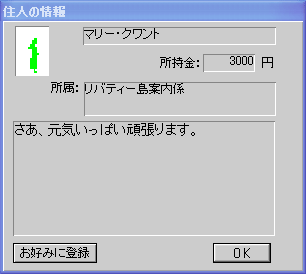 住人の情報
マリー・クワント
所持金: 3000 円
所属: リバティー島案内係
さあ、元気いっぱい頑張ります。
お好みに登録 OK